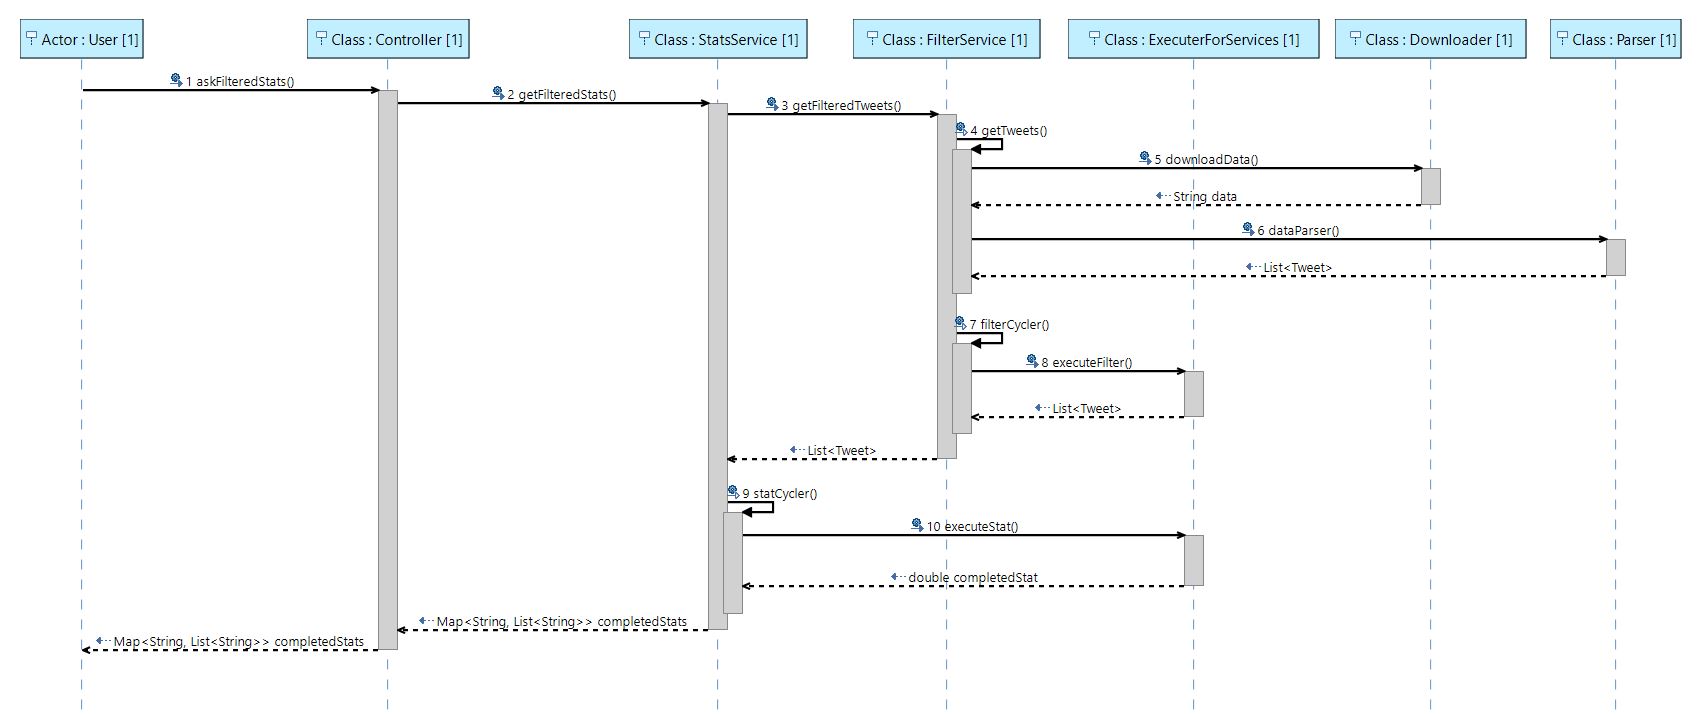 Actor : User [1]
Class : Controller [1]
Class : StatsService [1]
Class : FilterService [1]
Class : ExecuterForServices [1]
Class : Downloader [1]
Class : Parser [1]
1 askFilteredStats()
2 getFilteredStats()
3 getFilteredTweets()
4 getTweets()
5 downloadData()
String data
6 dataParser()
List<Tweet>
7 filterCycler()
8 executeFilter()
List<Tweet>
List<Tweet>
9 statCycler()
10 executeStat()
double completedStat
Map<String, List<String>> completedStats
Map<String, List<String>> completedStats